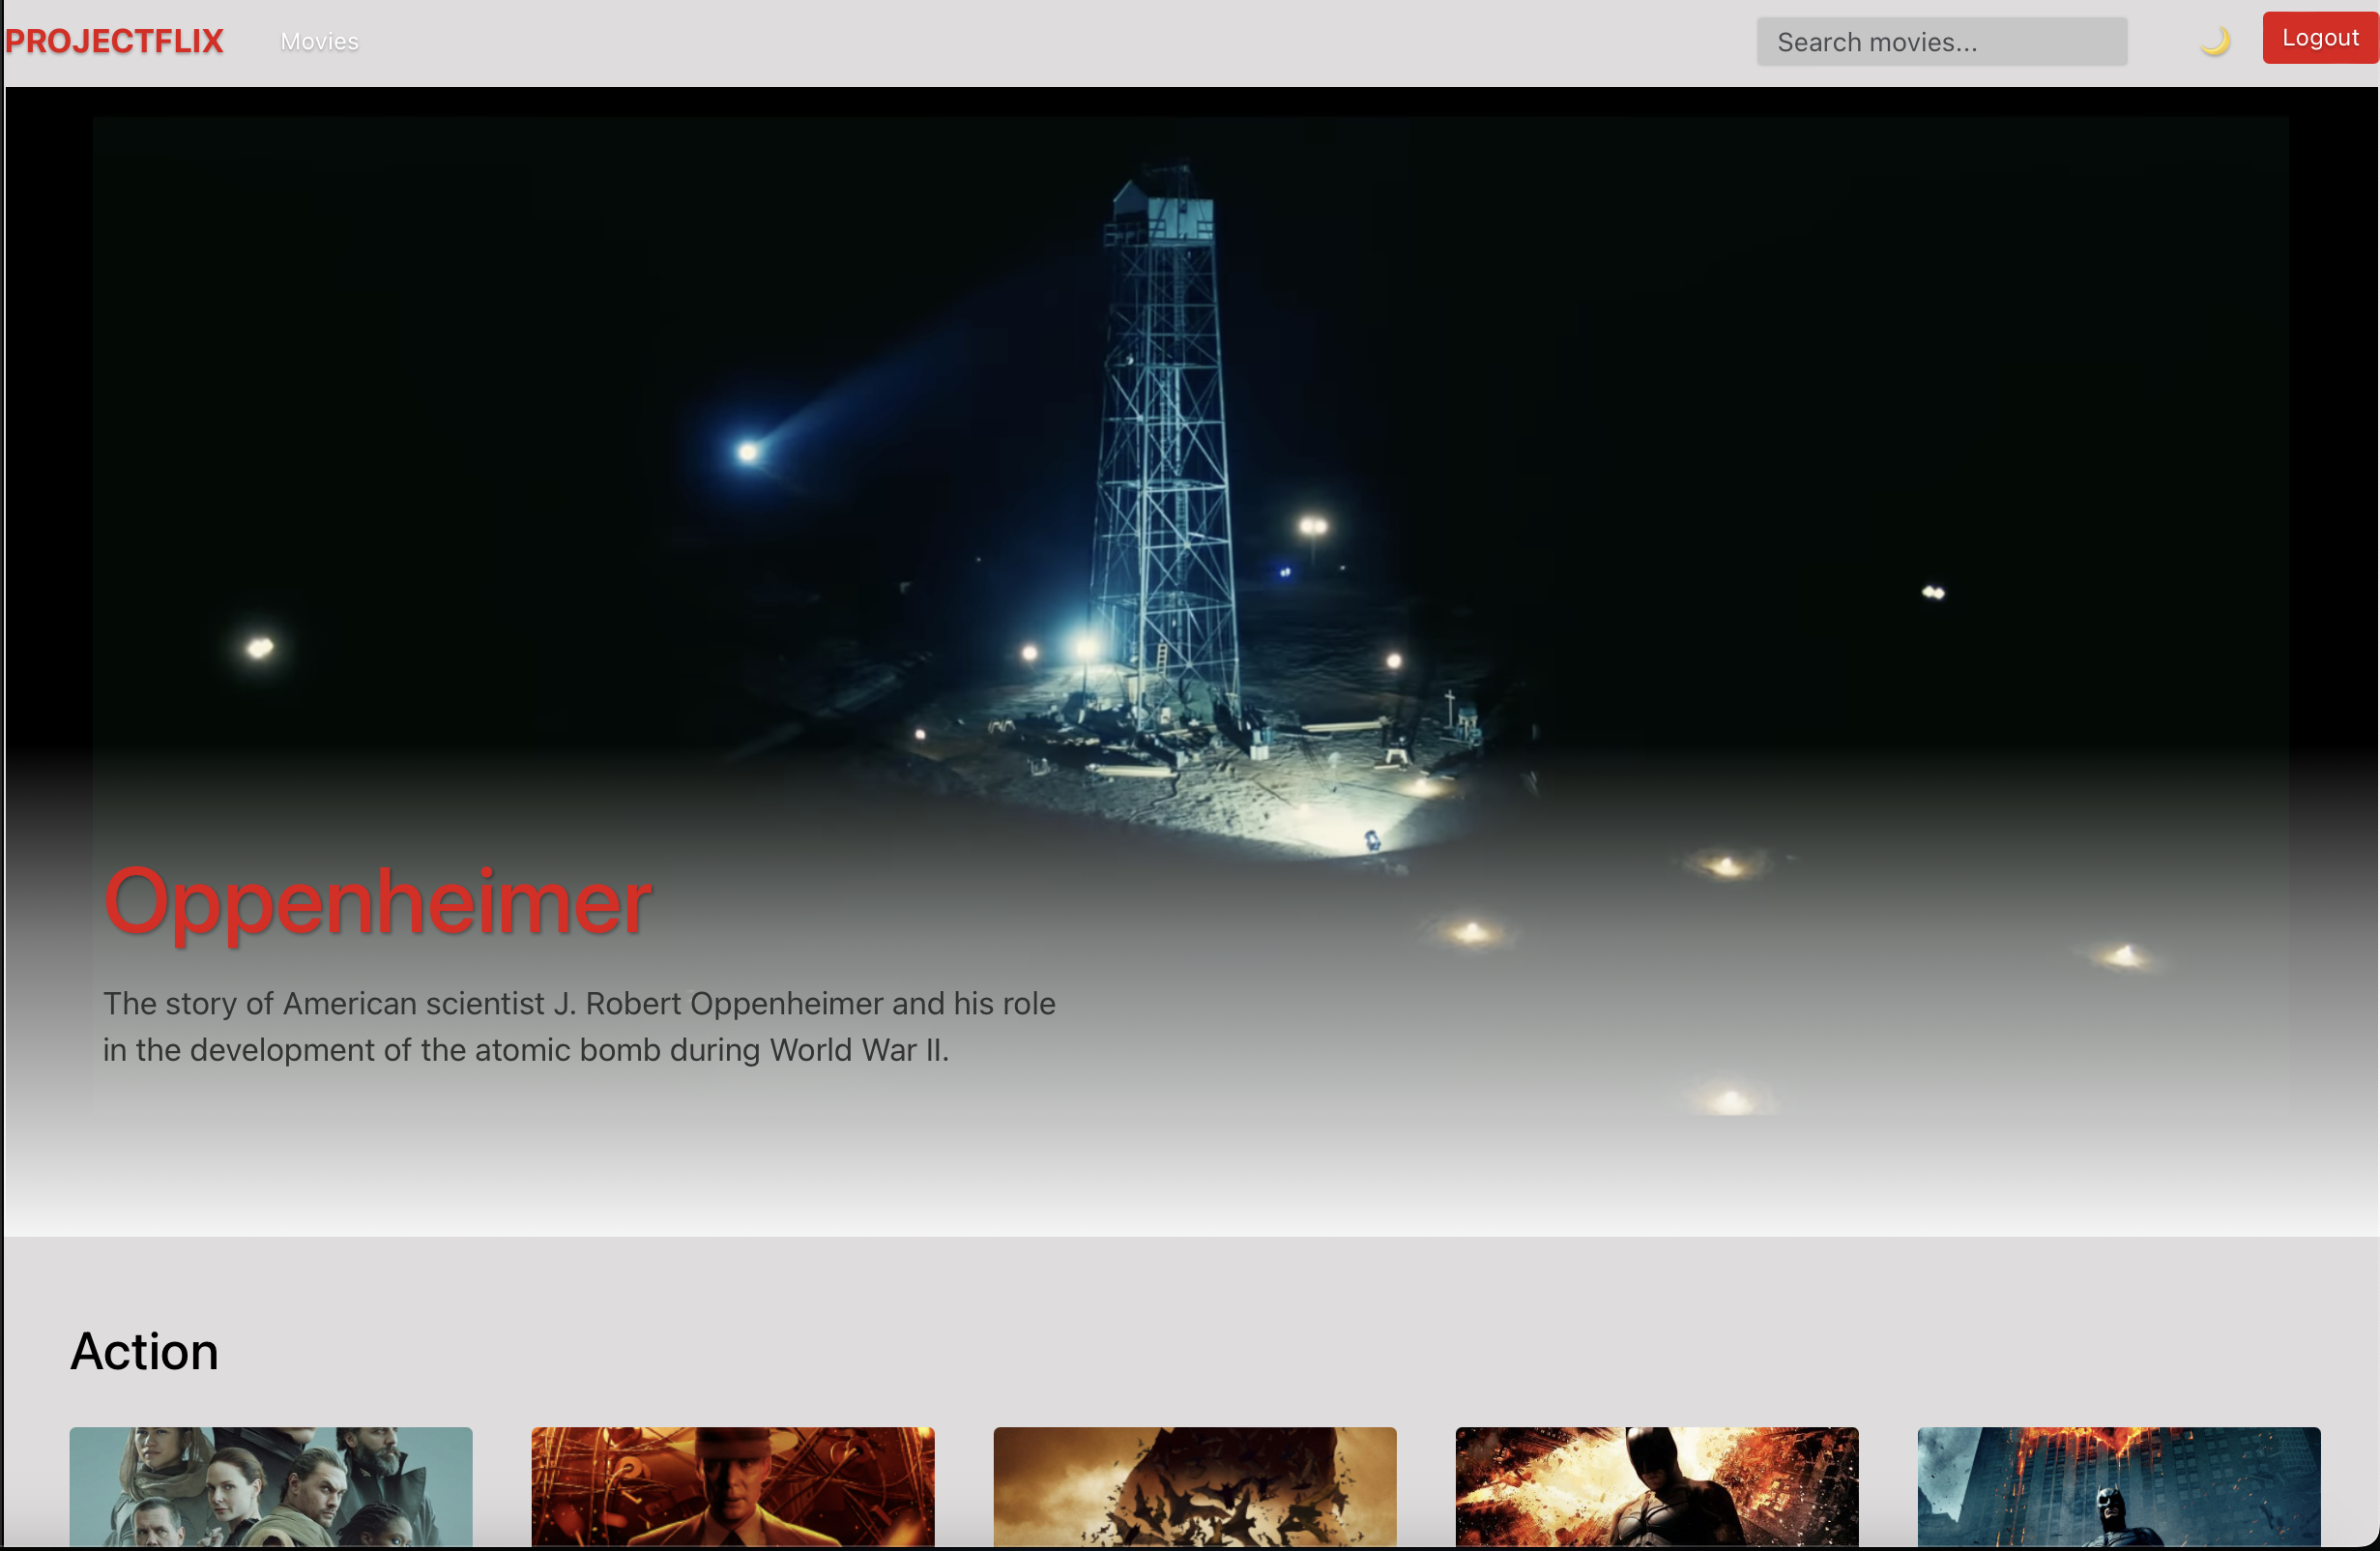 PROJECTFLIX
Movies
Search movies...
Logout
Oppenheimer
The story of American scientist J. Robert Oppenheimer and his role
in the development of the atomic bomb during World War II.
Action